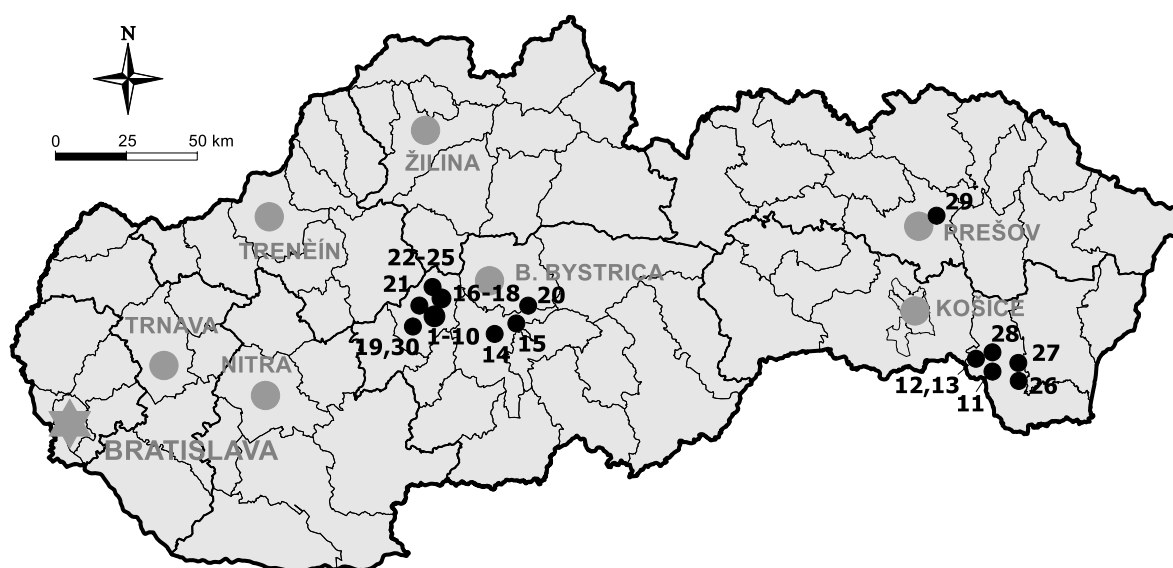 N
0 25 50 km
ŽILINA
29
PREŠOV
TRENÈÍN
22-25
B. BYSTRICA
21
16-18
20
KOŠICE
TRNAVA
19,30
1-10
14
15
28
27
NITRA
12,13
11
26
BRATISLAVA